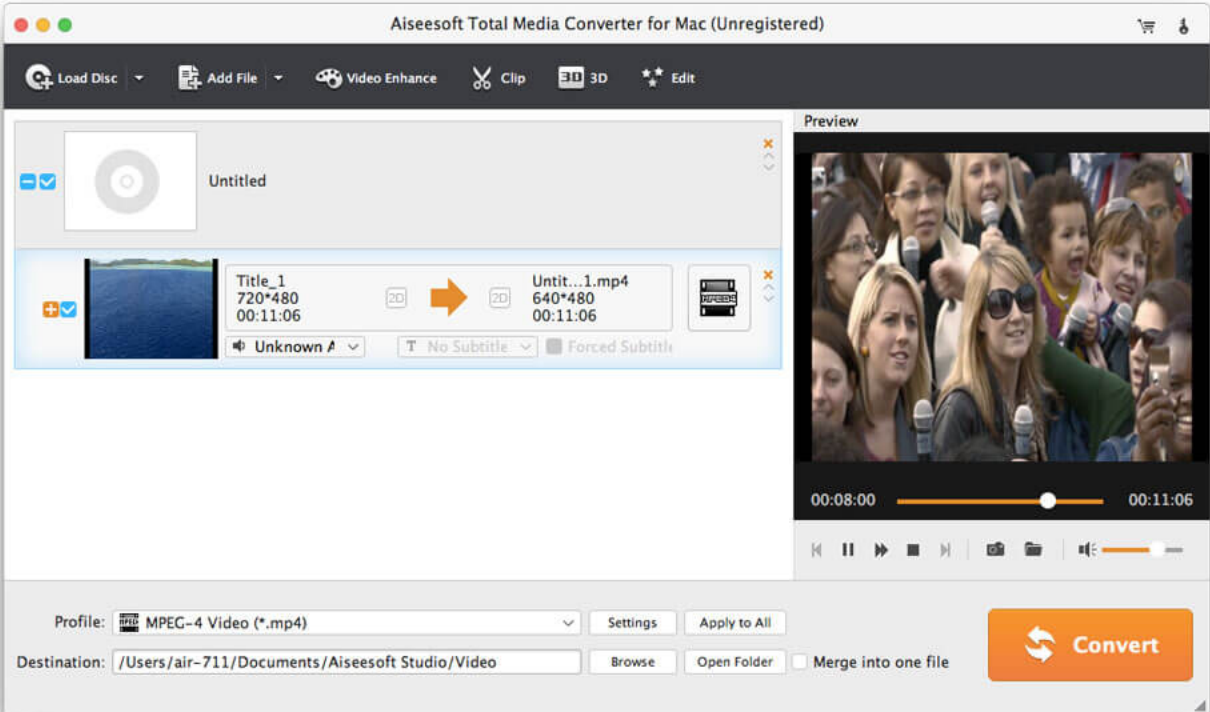 Aiseesoft Total Media Converter for Mac (Unregistered)
Load Disc
Add File
Video Enhance
Clip
3D 3D
Edit
Untitled
Title_1
720*480
00:11:06
2D
2D
Untit...1.mp4
640*480
00:11:06
MPEG4
Unknown A
T No Subtitle
Forced Subtitl
Preview
00:08:00
00:11:06
Profile:
MPEG-4 Video (*.mp4)
Settings
Apply to All
Destination:
/Users/air-711/Documents/Aiseesoft Studio/Video
Browse
Open Folder
Merge into one file
Convert